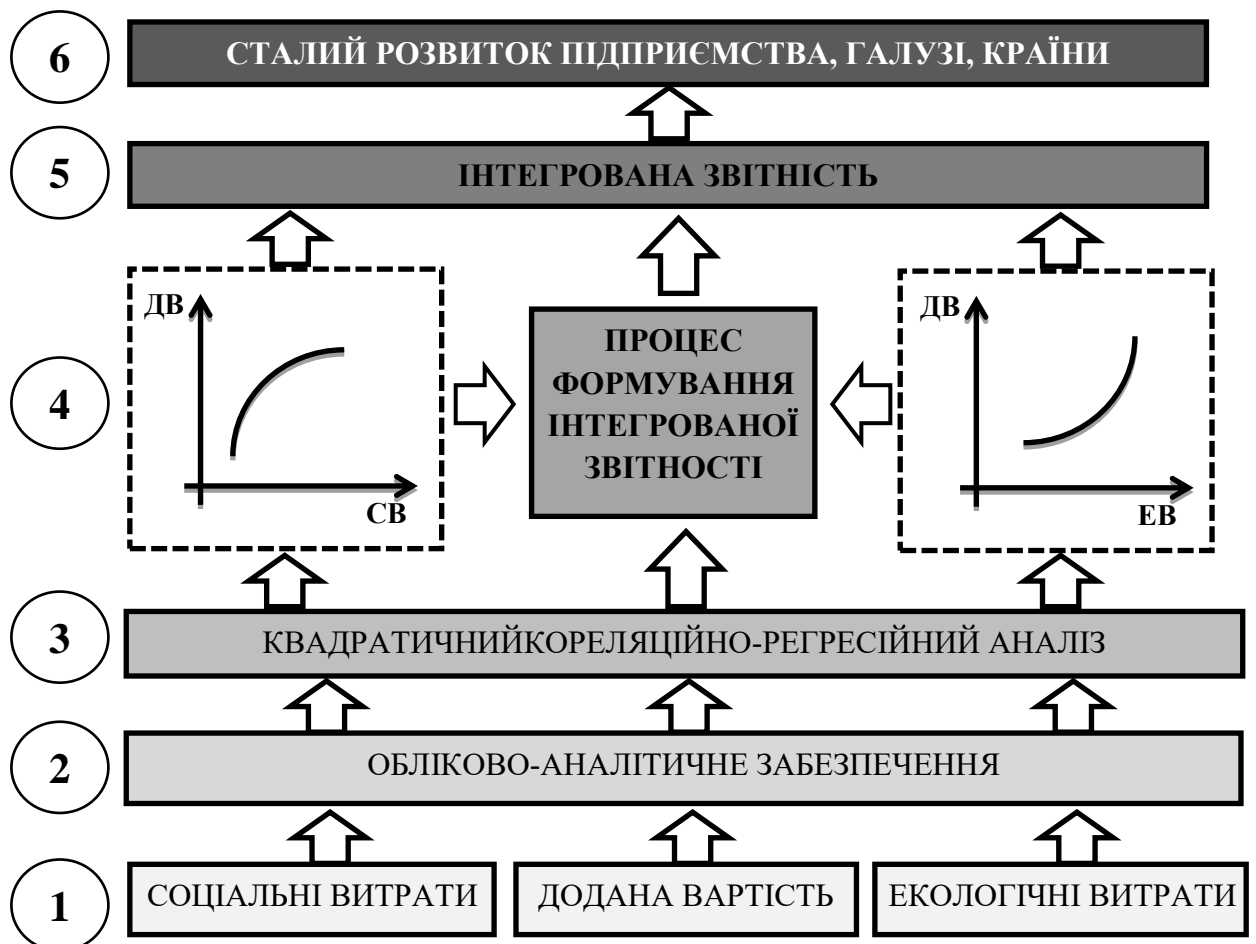 6
СТАЛИЙ РОЗВИТОК ПІДПРИЄМСТВА, ГАЛУЗІ, КРАЇНИ
5
ІНТЕГРОВАНА ЗВІТНІСТЬ
4
ДВ
СВ
ПРОЦЕС
ФОРМУВАННЯ
ІНТЕГРОВАНОЇ
ЗВІТНОСТІ
ДВ
ЕВ
3
КВАДРАТИЧНИЙКОРЕЛЯЦІЙНО-РЕГРЕСІЙНИЙ АНАЛІЗ
2
ОБЛІКОВО-АНАЛІТИЧНЕ ЗАБЕЗПЕЧЕННЯ
1
СОЦІАЛЬНІ ВИТРАТИ
ДОДАНА ВАРТІСТЬ
ЕКОЛОГІЧНІ ВИТРАТИ